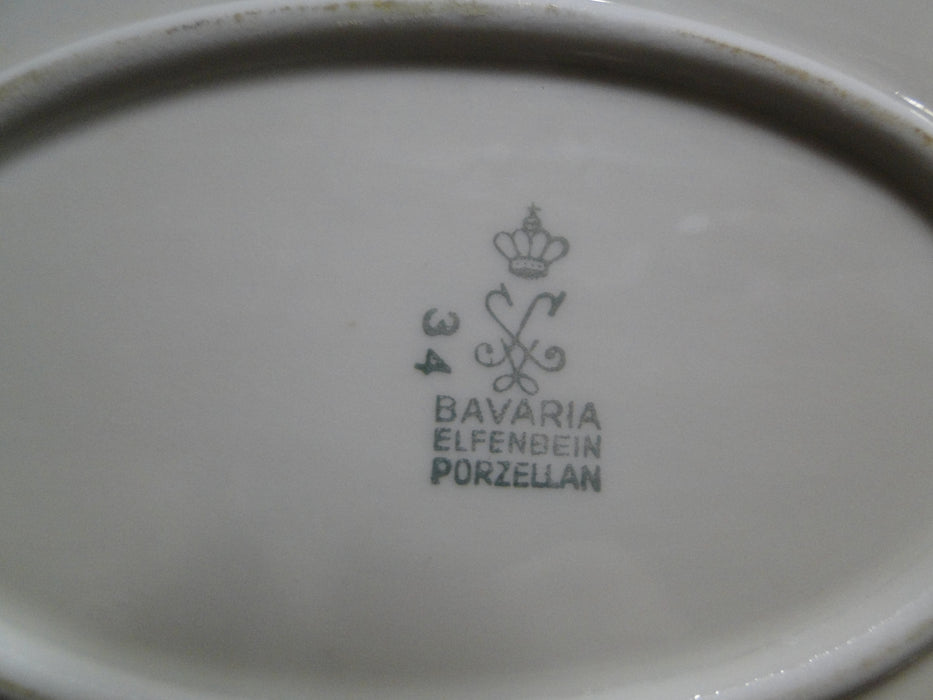 34
BAVARIA
ELFENBEIN
PORZELLAN